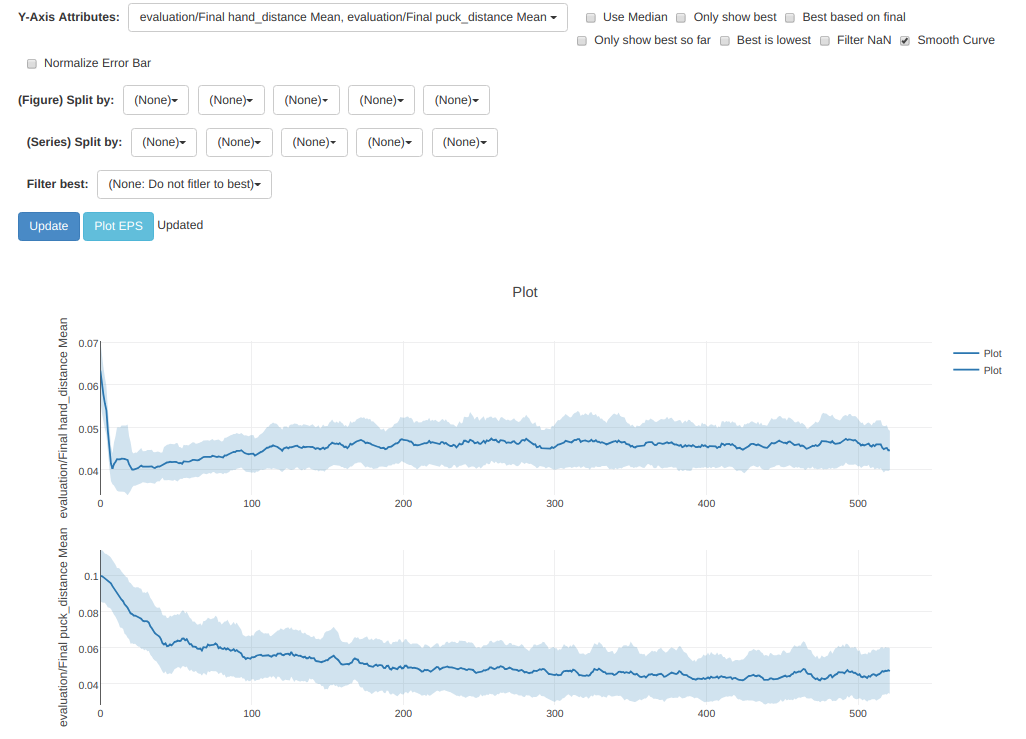 Y-Axis Attributes: evaluation/Final hand_distance Mean, evaluation/Final puck_distance Mean Use Median Only show best Best based on final
Only show best so far Best is lowest Filter NaN Smooth Curve
Normalize Error Bar
(Figure) Split by: (None) (None) (None) (None) (None)
(Series) Split by: (None) (None) (None) (None) (None)
Filter best: (None: Do not fitler to best)
Update Plot EPS Updated
Plot
evaluation/Final hand_distance Mean
0.07
0.06
0.05
0.04
0 100 200 300 400 500
Plot
Plot
evaluation/Final puck_distance Mean
0.1
0.08
0.06
0.04
0 100 200 300 400 500